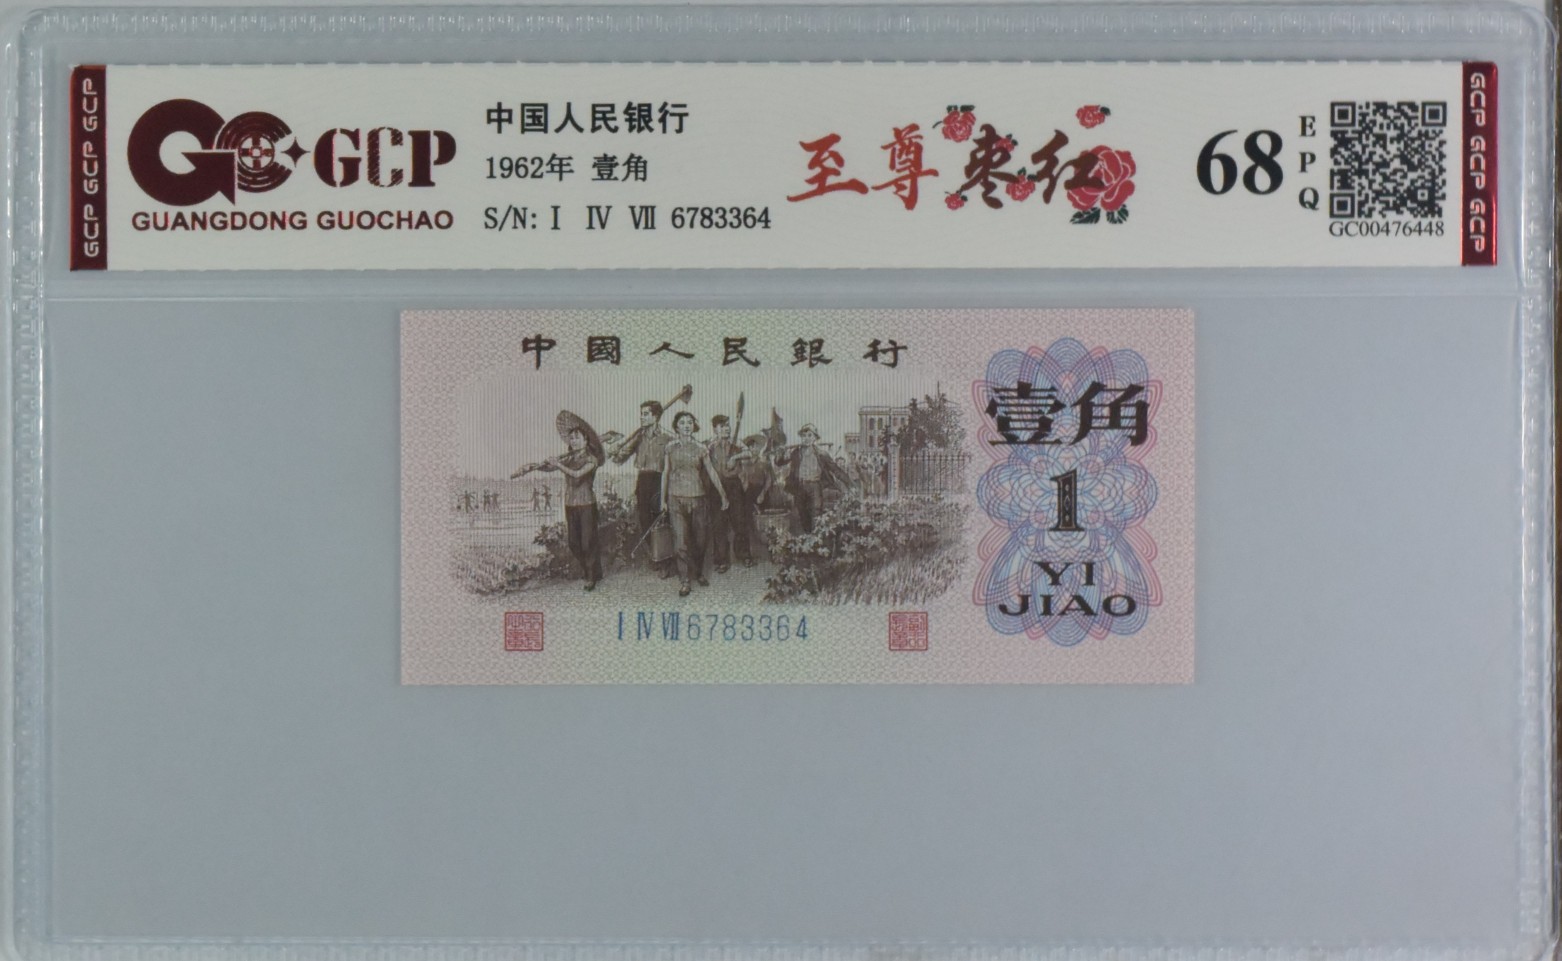 GCP GCP GCP
GCP
GUANGDONG GUOCHAO
中国人民银行
1962年 壹角
S/N: I IV VII 6783364
至尊枣红
68
EPQ
GC00476448
GCP GCP GCP
中國人民銀行
壹角
1
YI
JIAO
I IV VII 6783364